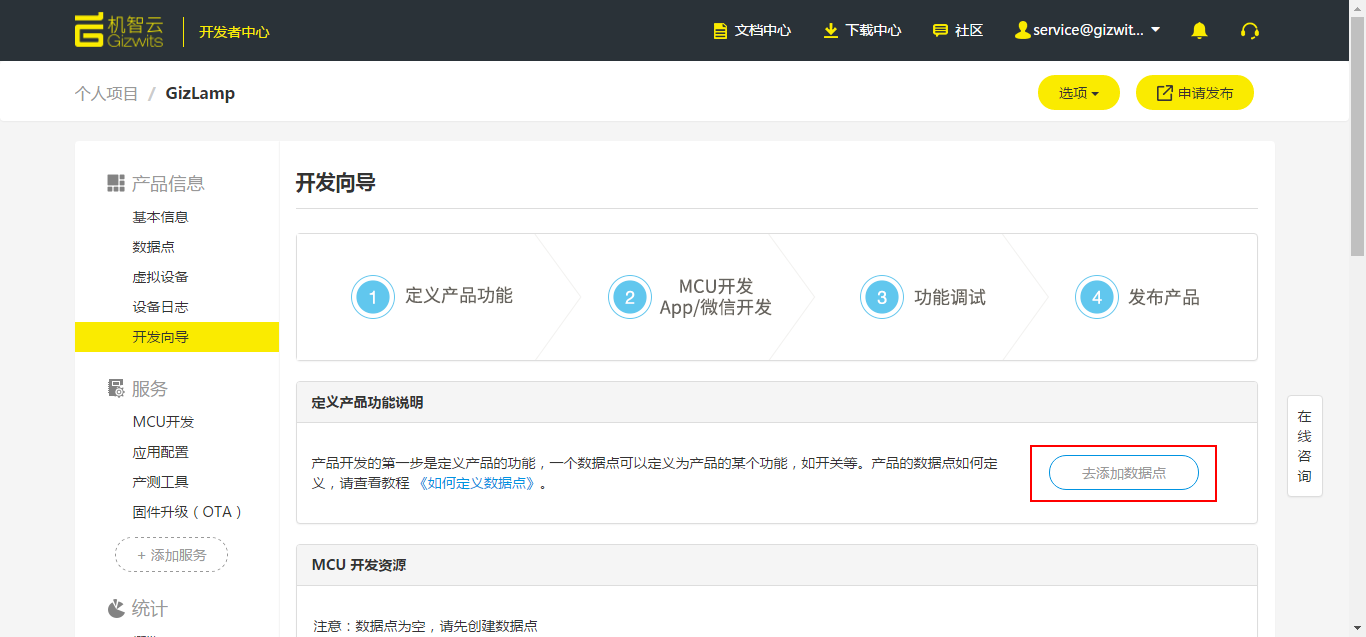 机智云
Gizwits
开发者中心
文档中心
下载中心
社区
service@gizwit...
个人项目 / GizLamp
选项
申请发布
产品信息
基本信息
数据点
虚拟设备
设备日志
开发向导
服务
MCU开发
应用配置
产测工具
固件升级（OTA）
+ 添加服务
统计
开发向导
1 定义产品功能
2 MCU开发
App/微信开发
3 功能调试
4 发布产品
定义产品功能说明
产品开发的第一步是定义产品的功能，一个数据点可以定义为产品的某个功能，如开关等。产品的数据点如何定
义，请查看教程《如何定义数据点》。
去添加数据点
MCU 开发资源
注意：数据点为空，请先创建数据点
在
线
咨
询